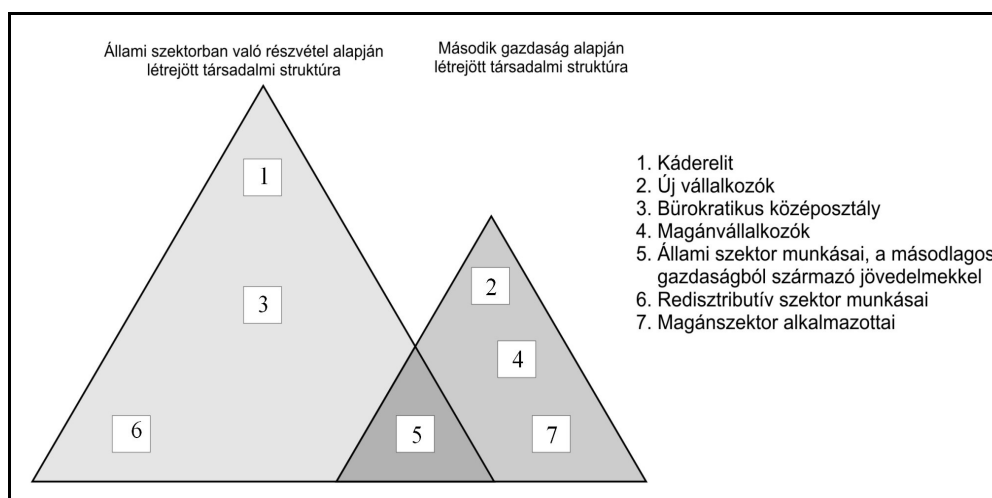 Állami szektorban való részvétel alapján
létrejött társadalmi struktúra
Második gazdaság alapján
létrejött társadalmi struktúra
1
3
6
2
4
5
7
1. Káderelit
2. Új vállalkozók
3. Bürokratikus középosztály
4. Magánvállalkozók
5. Állami szektor munkásai, a másodlagos
gazdaságból származó jövedelmekkel
6. Redisztributív szektor munkásai
7. Magánszektor alkalmazottai